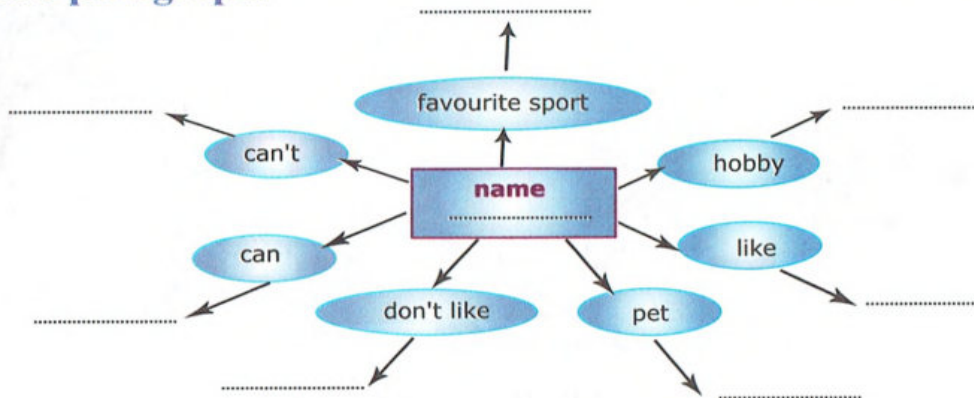 favourite sport
can't
hobby
name
can
like
don't like
pet